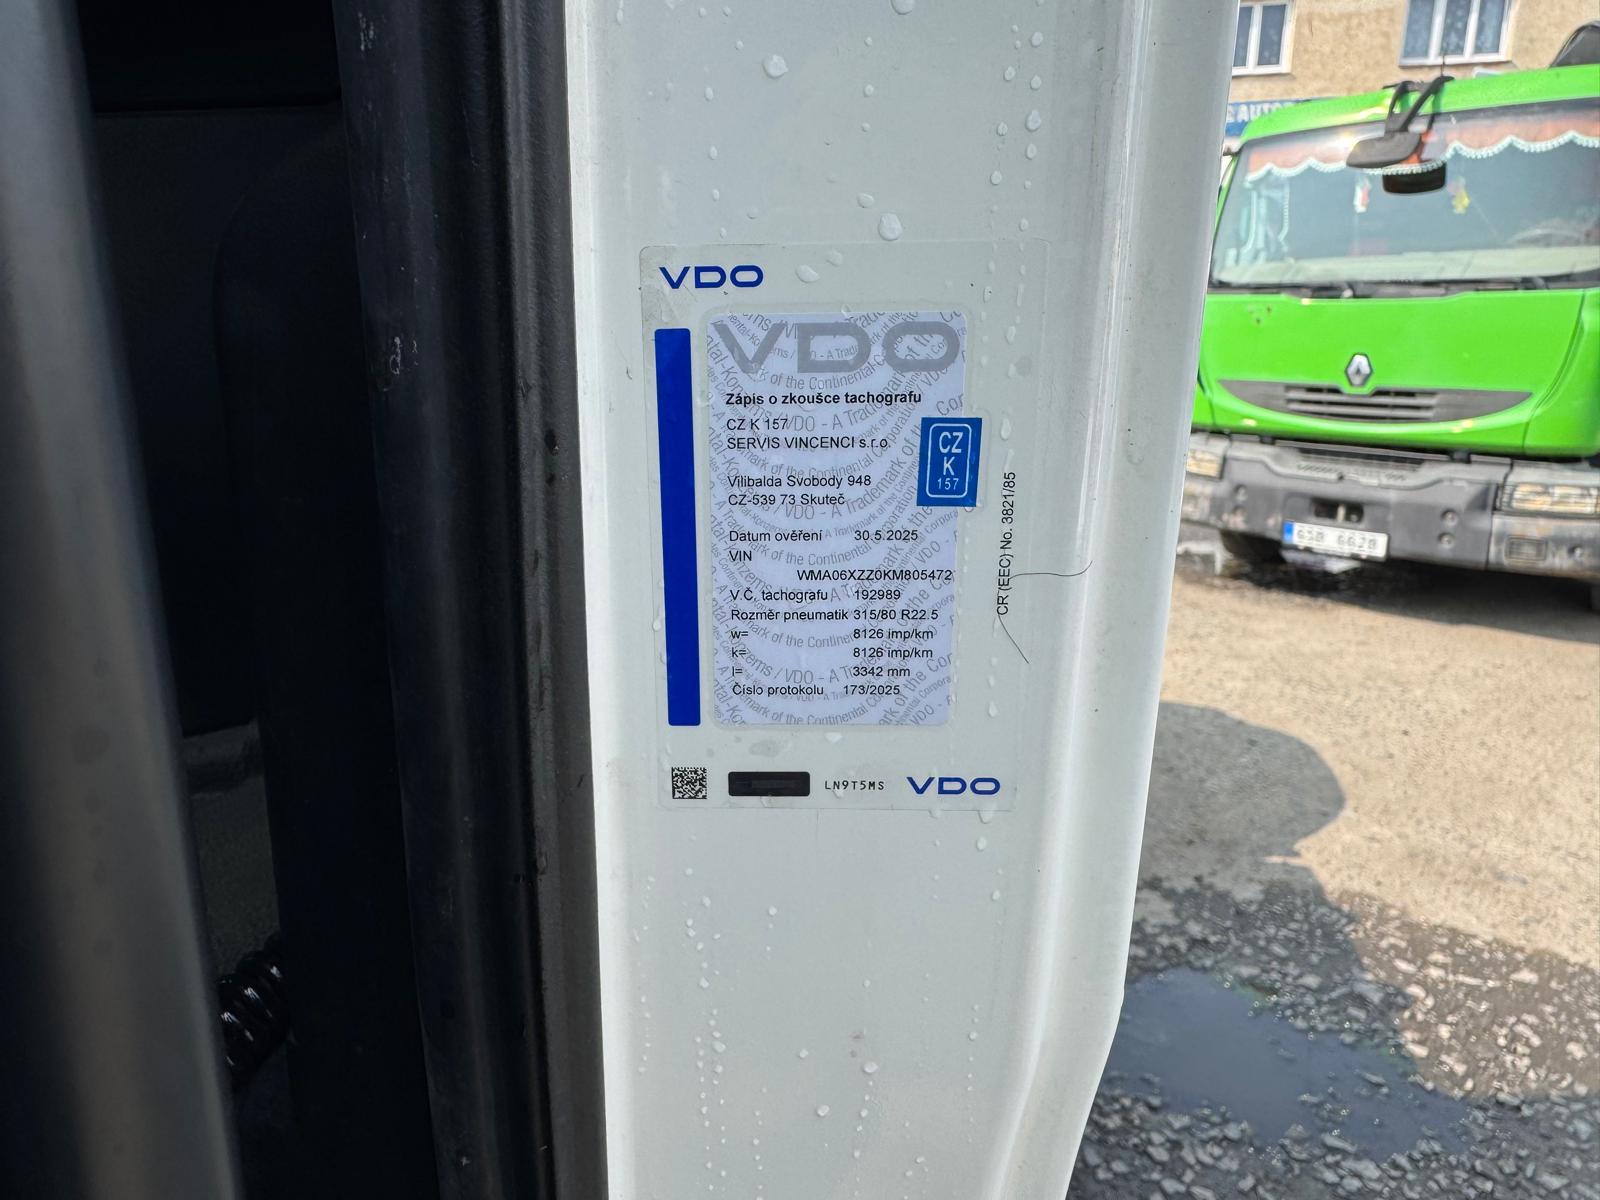 VDO
VDO
Zápis o zkoušce tachografu
CZ K 157
SERVIS VINCENCI s.r.o.
Vilibalda Svobody 948
CZ-539 73 Skuteč
CZ
K
157
Datum ověření 30.5.2025
VIN
WMA06XZZ0KM805472
V.Č. tachografu 192989
Rozměr pneumatik 315/80 R22.5
w= 8126 imp/km
k= 8126 imp/km
l= 3342 mm
Číslo protokolu 173/2025
CR (EEC) No. 3821/85
LN9T5MS
VDO